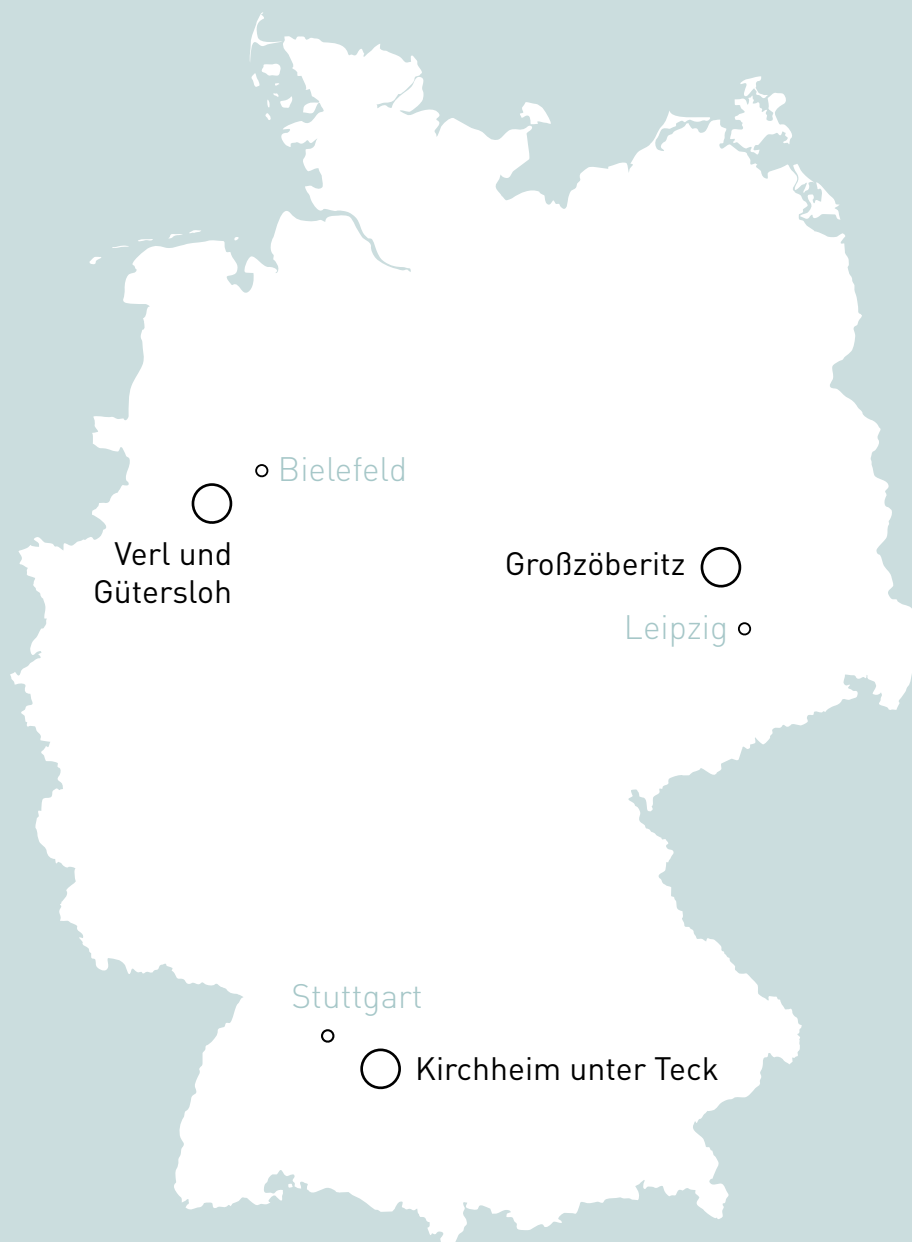 Bielefeld
Verl und
Gütersloh
Großzöberitz
Leipzig
Stuttgart
Kirchheim unter Teck